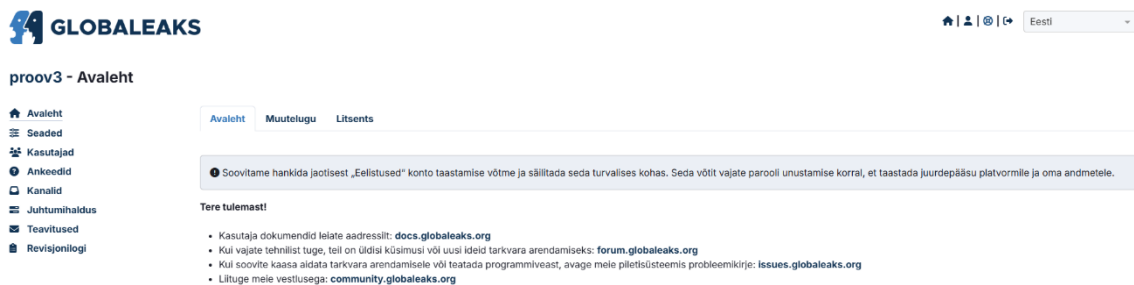 GLOBALEAKS
Eesti
proov3 - Avaleht
Avaleht
Seaded
Kasutajad
Ankeedid
Kanalid
Juhtumihaldus
Teavitused
Revisjonilogi
Avaleht Muutelugu Litsents
Soovitame hankida jaotisest „Eelistused“ konto taastamise võtme ja säilitada seda turvalises kohas. Seda võtit vajate parooli unustamise korral, et taastada juurdepääsu platvormile ja oma andmetele.
Tere tulemast!
• Kasutaja dokumendid leiate aadressilt: docs.globaleaks.org
• Kui vajate tehnilist tuge, teil on üldisi küsimusi või uusi ideid tarkvara arendamiseks: forum.globaleaks.org
• Kui soovite kaasa aidata tarkvara arendamisele või teatada programmiveast, avage meie piletisüsteemis probleemikirje: issues.globaleaks.org
• Liituge meie vestlusega: community.globaleaks.org